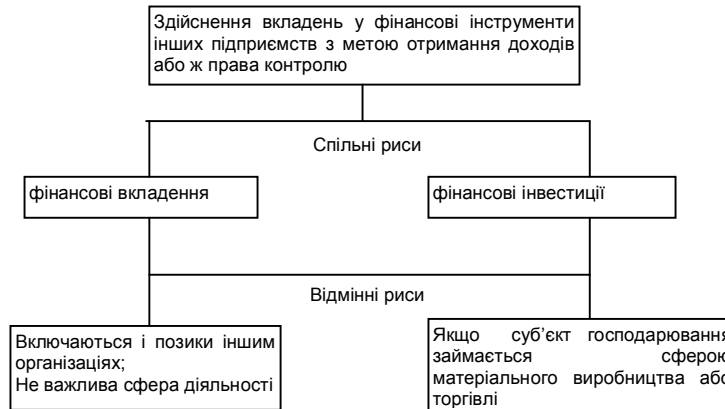 Здійснення вкладень у фінансові інструменти
інших підприємств з метою отримання доходів
або ж права контролю
Спільні риси
фінансові вкладення
фінансові інвестиції
Відмінні риси
Включаються і позики іншим
організаціях;
Не важлива сфера діяльності
Якщо суб’єкт господарювання
займається сферою
матеріального виробництва або
торгівлі